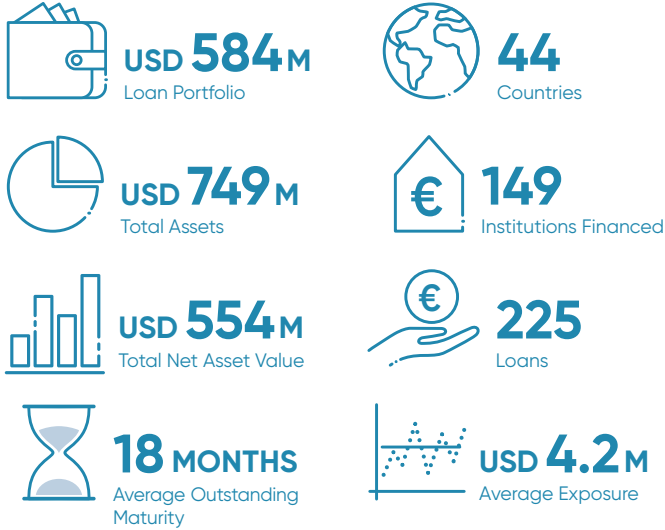 USD 584 M
Loan Portfolio
44
Countries
USD 749 M
Total Assets
€
149
Institutions Financed
USD 554 M
Total Net Asset Value
€
225
Loans
18 MONTHS
Average Outstanding
Maturity
USD 4.2 M
Average Exposure